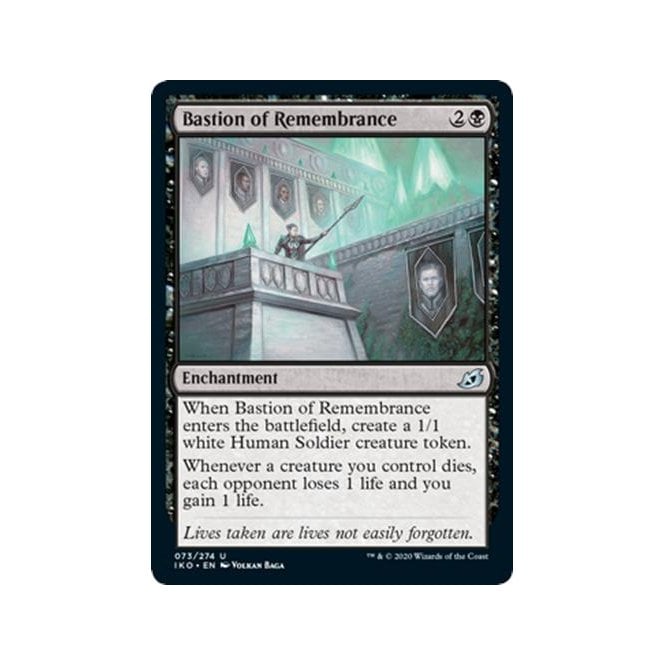 Bastion of Remembrance 2
Enchantment
When Bastion of Remembrance
enters the battlefield, create a 1/1
white Human Soldier creature token.
Whenever a creature you control dies,
each opponent loses 1 life and you
gain 1 life.
Lives taken are lives not easily forgotten.
073/274 U
™ & © 2020 Wizards of the Coast
IKO • EN Volkan Baga